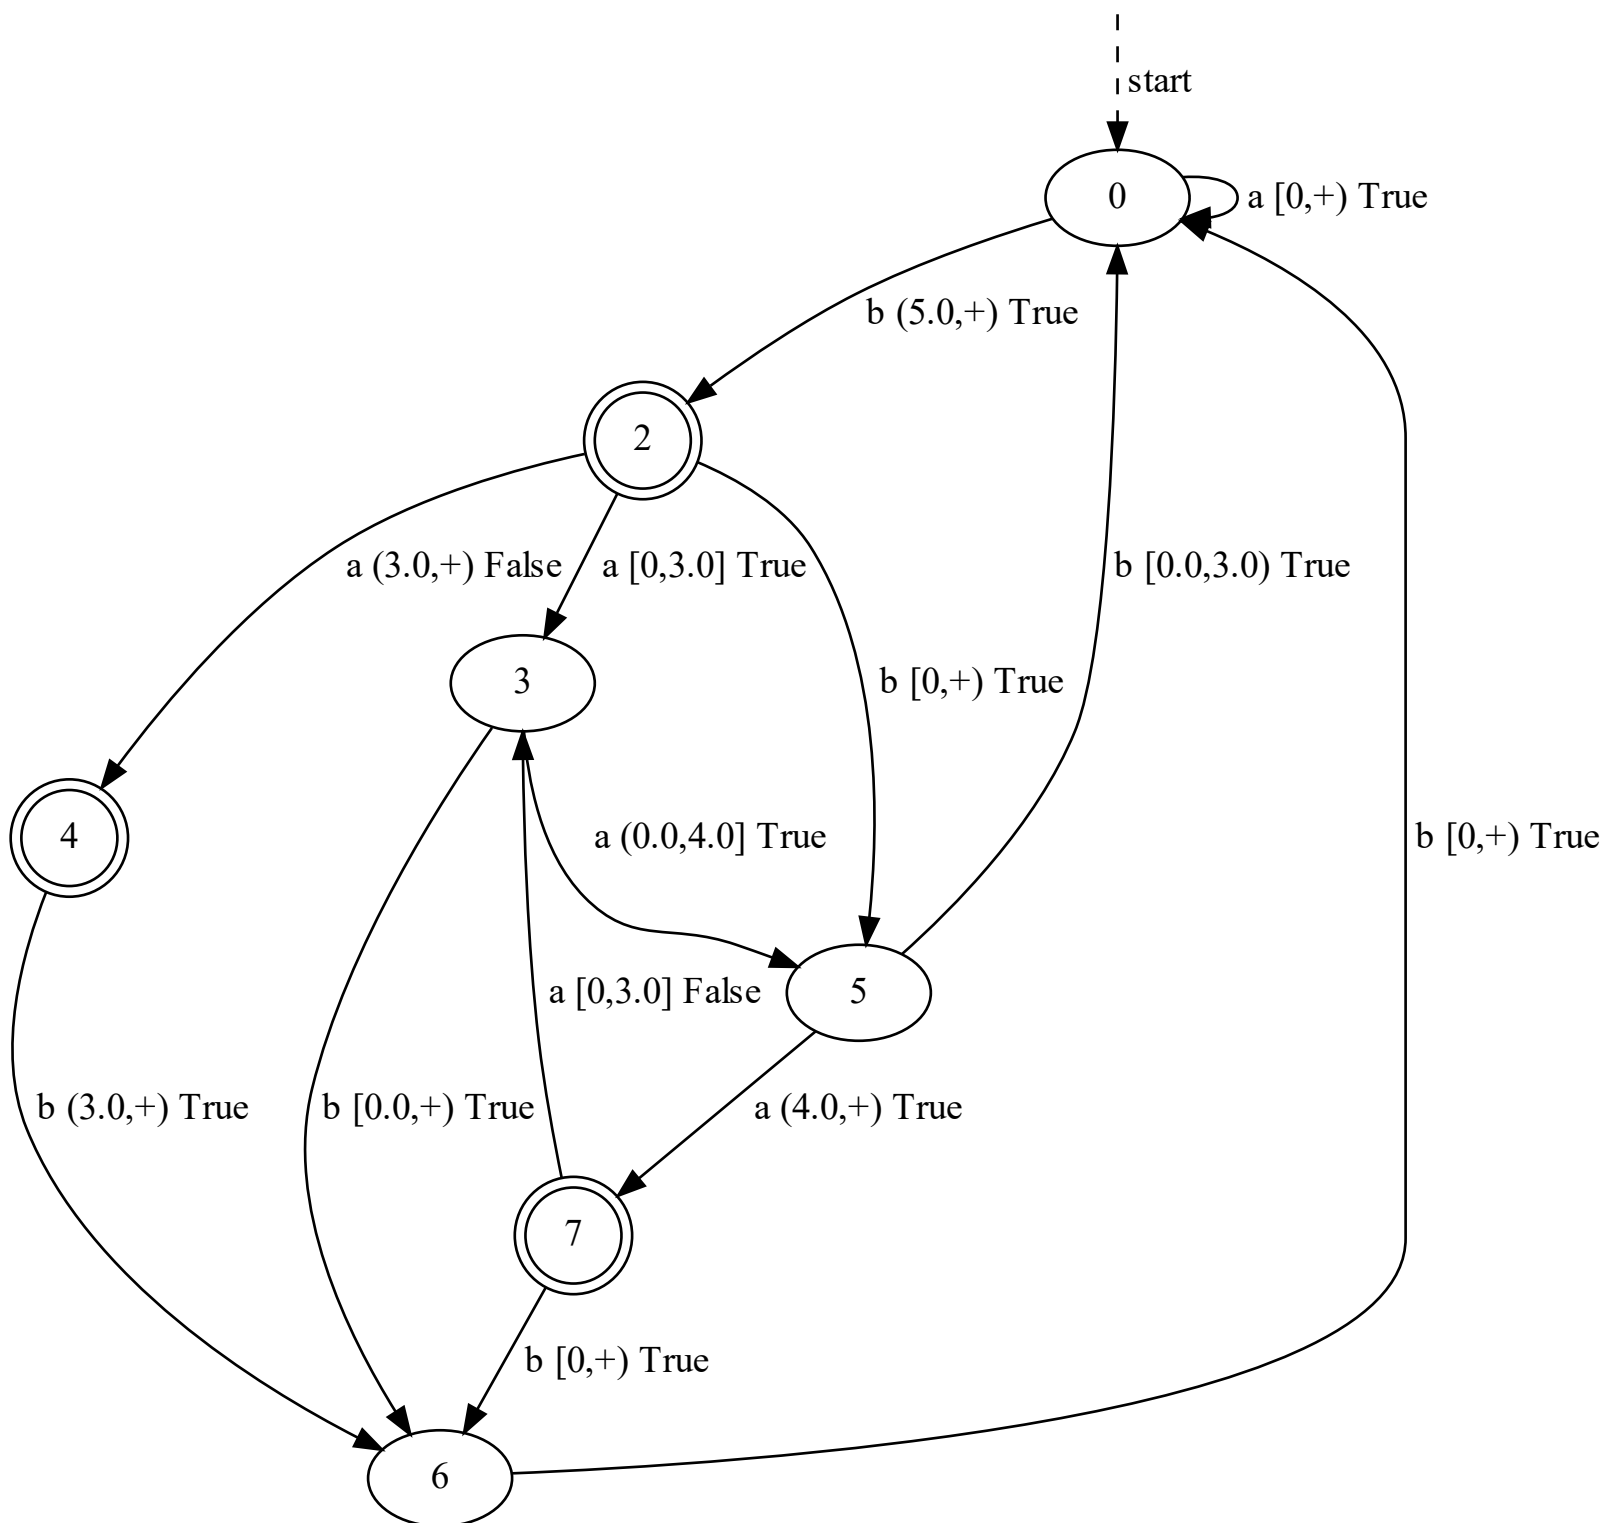 start
0
a [0,+) True
b (5.0,+) True
2
a (3.0,+) False
a [0,3.0] True
b [0.0,3.0) True
3
b [0,+) True
4
a (0.0,4.0] True
b [0,+) True
a [0,3.0] False
5
b (3.0,+) True
b [0.0,+) True
a (4.0,+) True
7
b [0,+) True
6